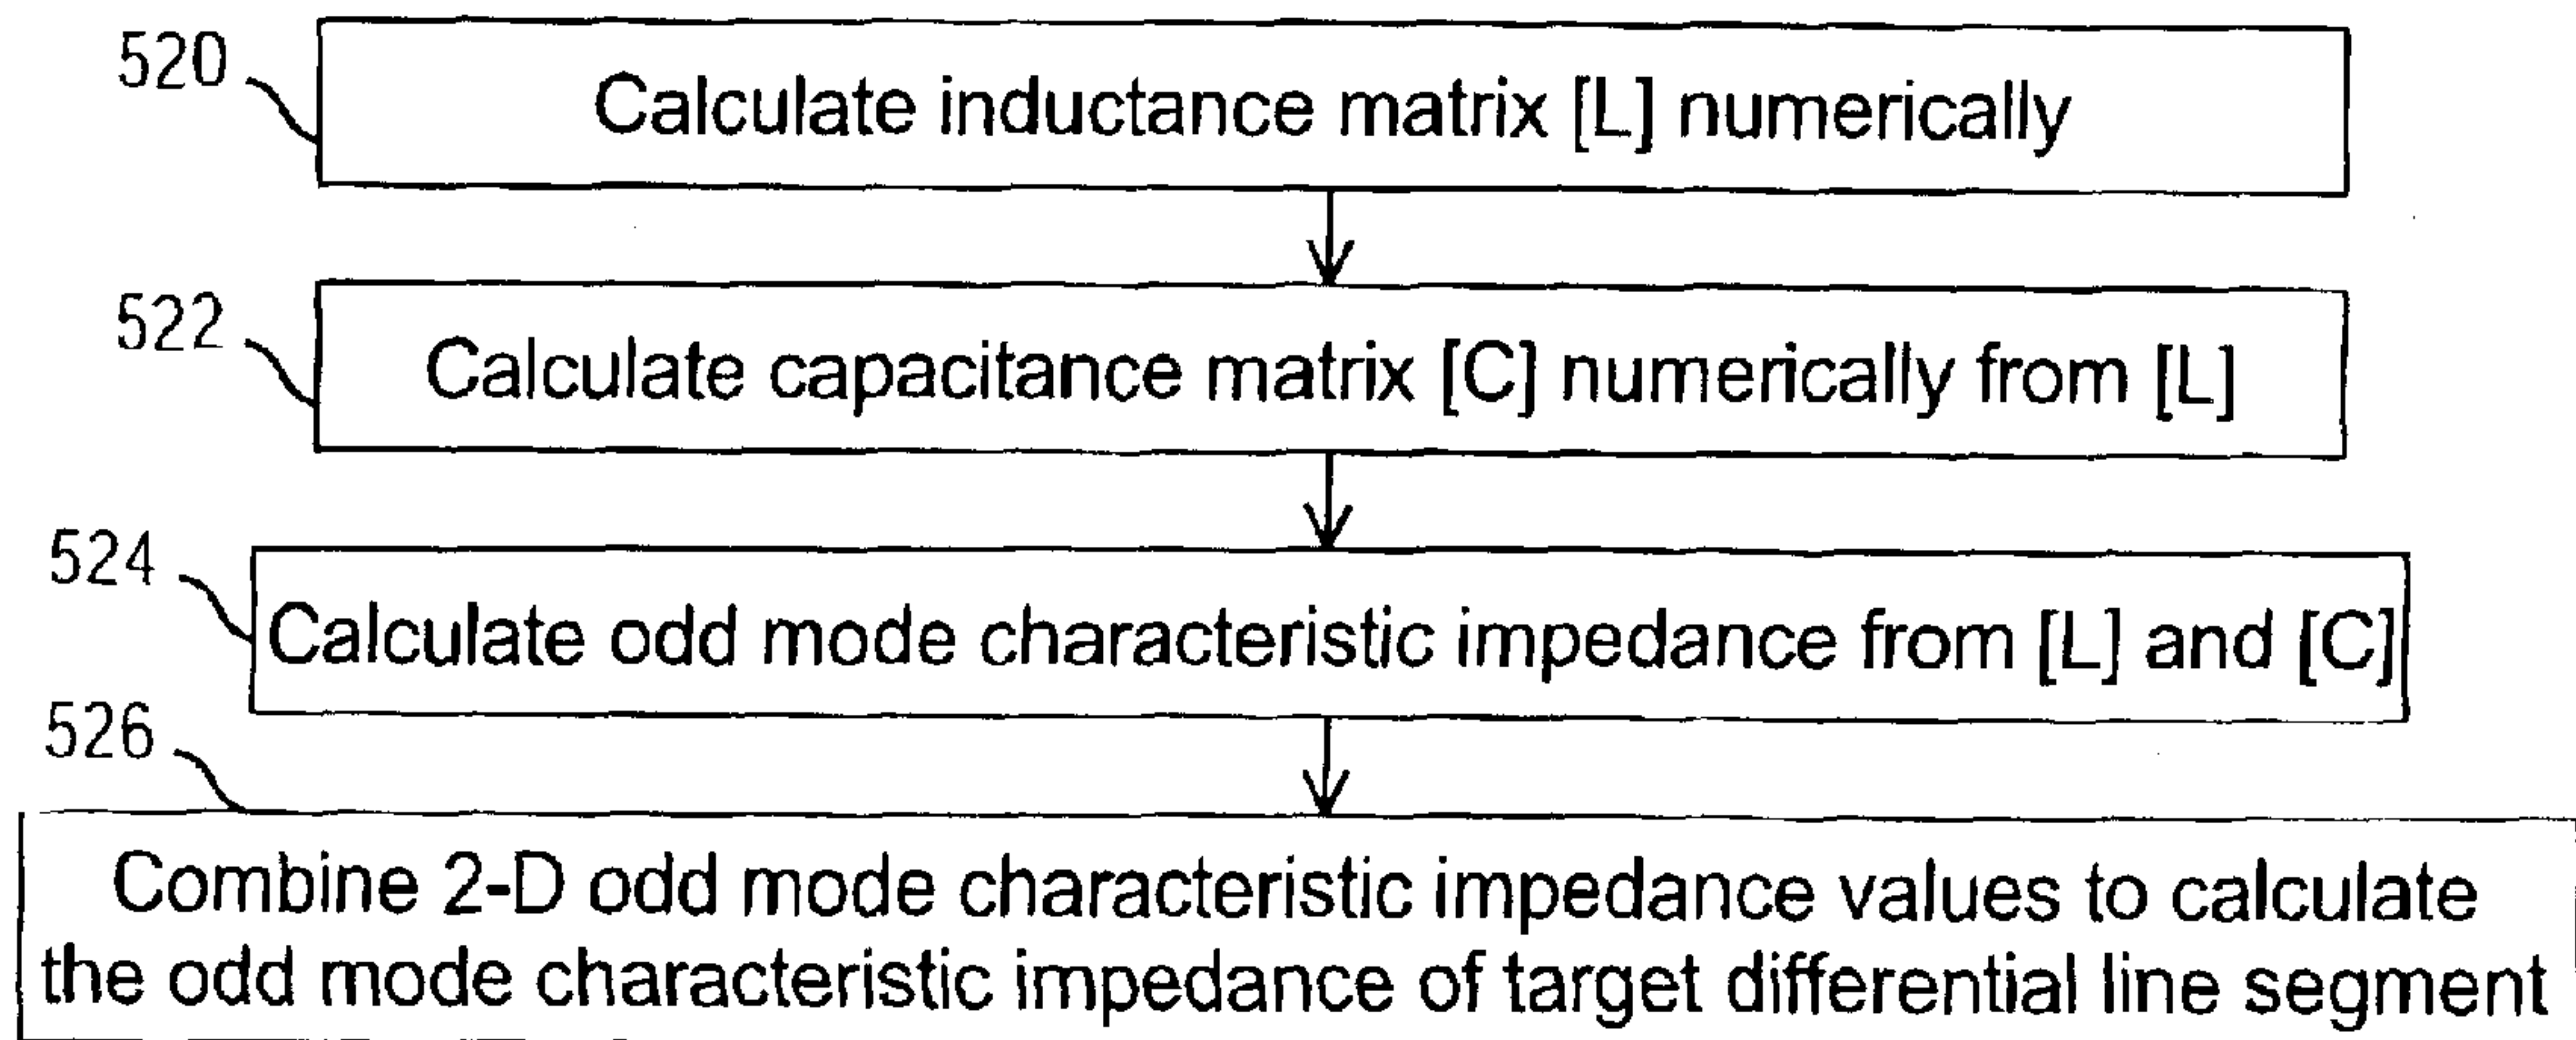 520
Calculate inductance matrix [L] numerically
522
Calculate capacitance matrix [C] numerically from [L]
524
Calculate odd mode characteristic impedance from [L] and [C]
526
Combine 2-D odd mode characteristic impedance values to calculate
the odd mode characteristic impedance of target differential line segment